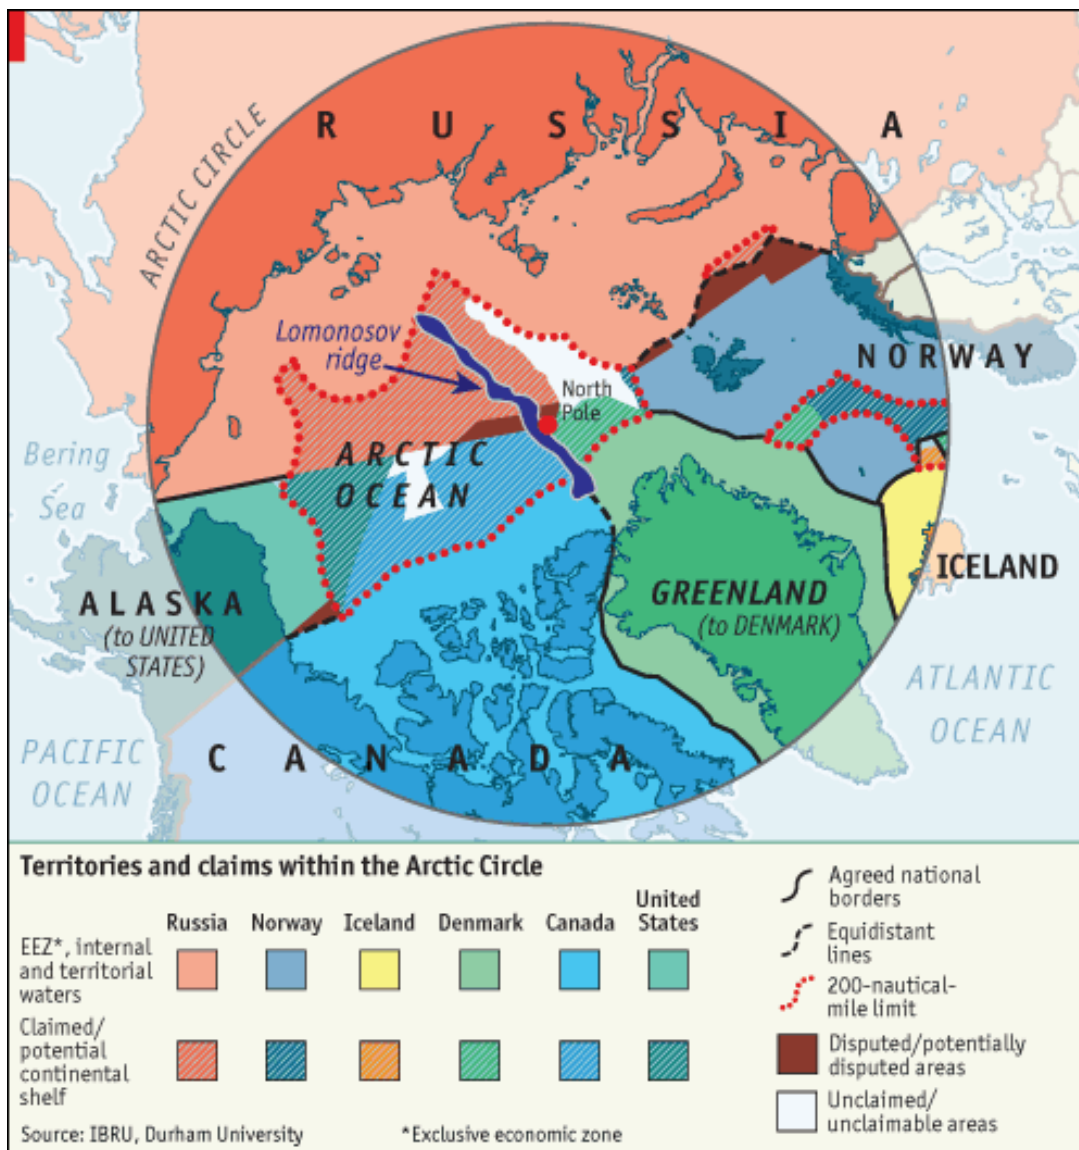 RUSSIA
ARCTIC CIRCLE
Lomonosov
ridge
North
Pole
NORWAY
ARCTIC
OCEAN
Bering
Sea
ICELAND
ALASKA
(to UNITED
STATES)
GREENLAND
(to DENMARK)
ATLANTIC
OCEAN
PACIFIC
OCEAN
CANADA
Territories and claims within the Arctic Circle
Russia Norway Iceland Denmark Canada United
States
EEZ*, internal
and territorial
waters
Claimed/
potential
continental
shelf
Agreed national
borders
Equidistant
lines
200-nautical-
mile limit
Disputed/potentially
disputed areas
Unclaimed/
unclaimable areas
Source: IBRU, Durham University
*Exclusive economic zone